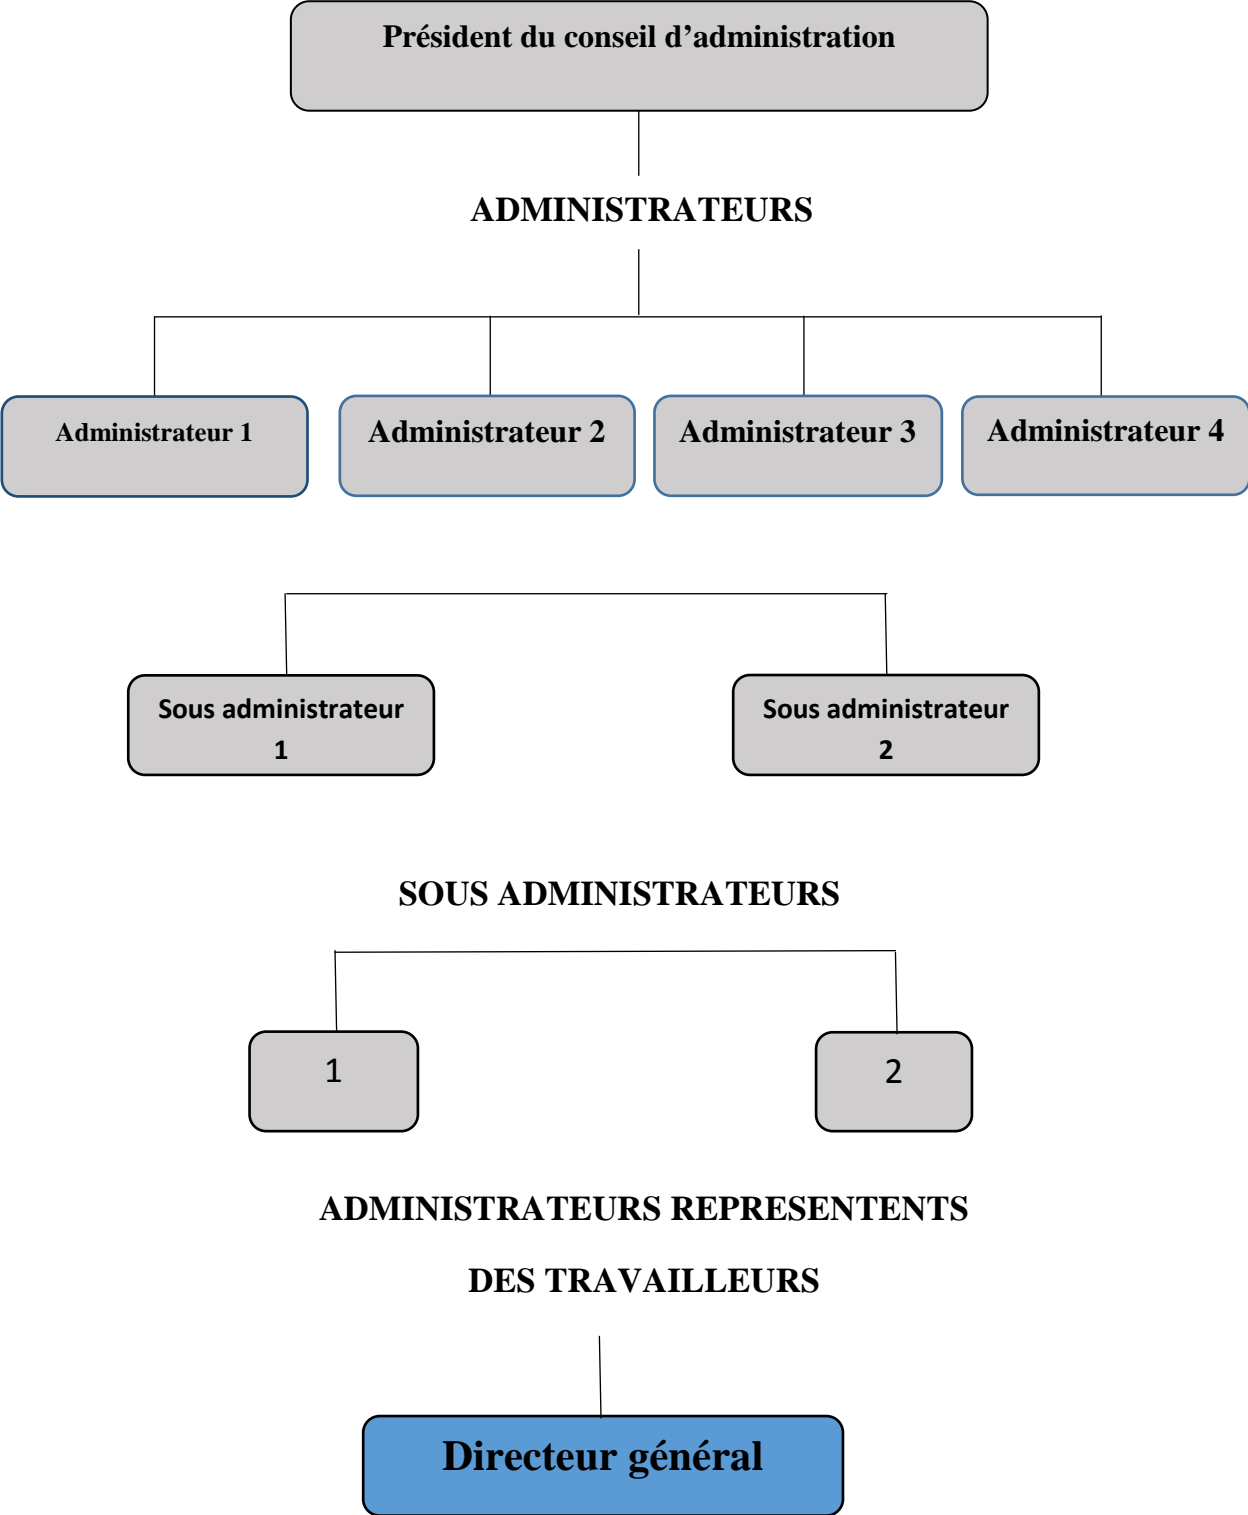 Président du conseil d’administration
ADMINISTRATEURS
Administrateur 1
Administrateur 2
Administrateur 3
Administrateur 4
Sous administrateur
1
Sous administrateur
2
SOUS ADMINISTRATEURS
1
2
ADMINISTRATEURS REPRESENTENTS
DES TRAVAILLEURS
Directeur général